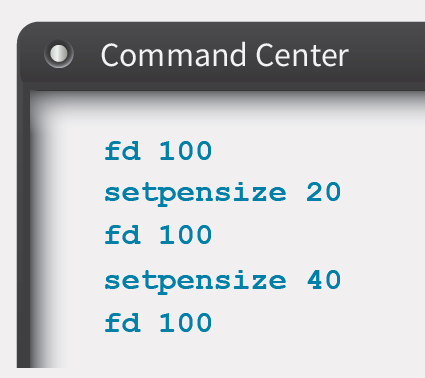 Command Center
fd 100
setpensize 20
fd 100
setpensize 40
fd 100